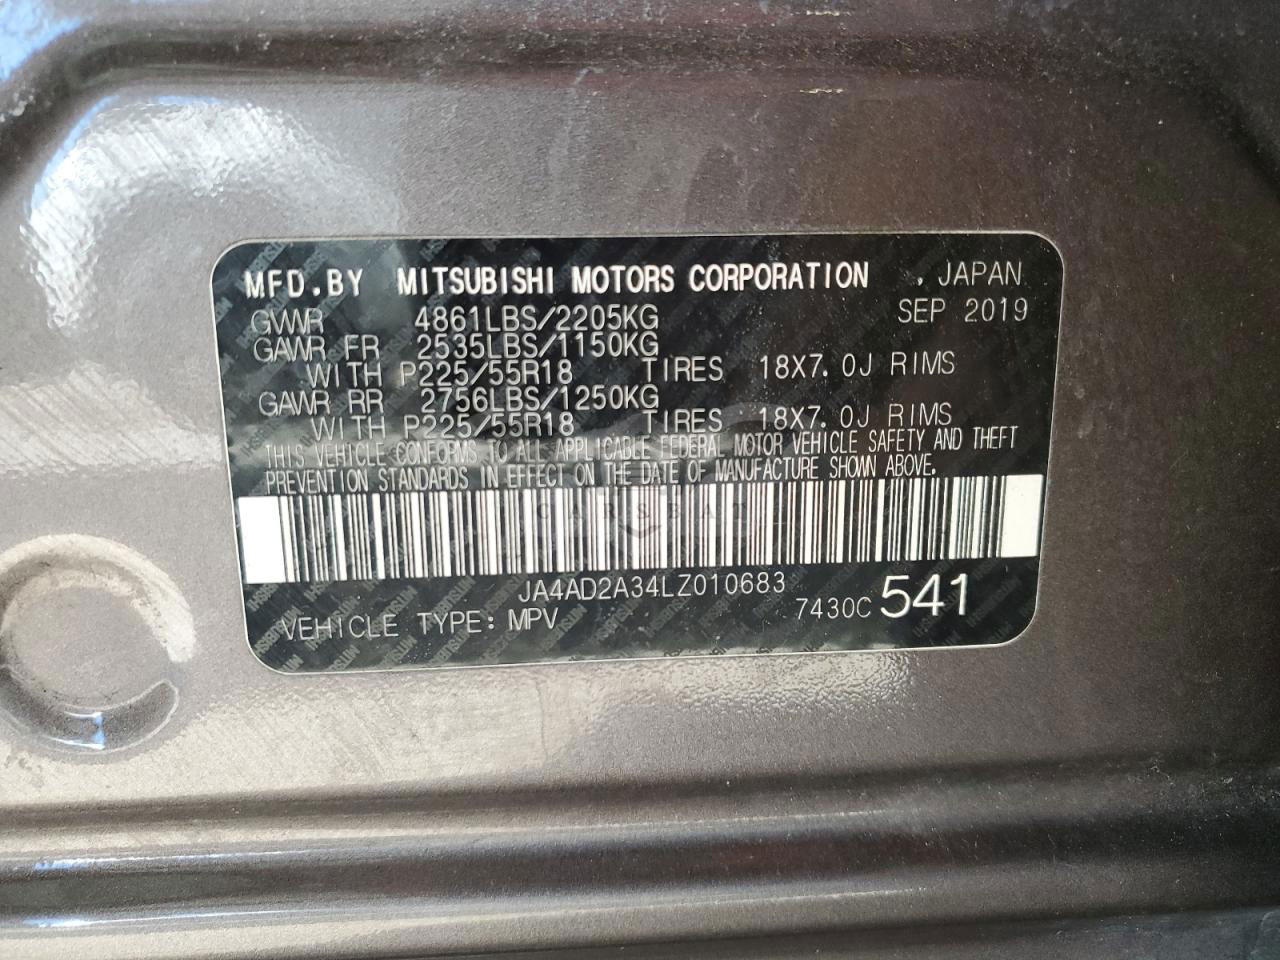 MFD.BY MITSUBISHI MOTORS CORPORATION , JAPAN
GVWR 4861LBS/2205KG SEP 2019
GAWR FR 2535LBS/1150KG
WITH P225/55R18 TIRES 18X7.0J RIMS
GAWR RR 2756LBS/1250KG
WITH P225/55R18 TIRES 18X7.0J RIMS
THIS VEHICLE CONFORMS TO ALL APPLICABLE FEDERAL MOTOR VEHICLE SAFETY AND THEFT
PREVENTION STANDARDS IN EFFECT ON THE DATE OF MANUFACTURE SHOWN ABOVE.
JA4AD2A34LZ010683
VEHICLE TYPE: MPV 7430C 541